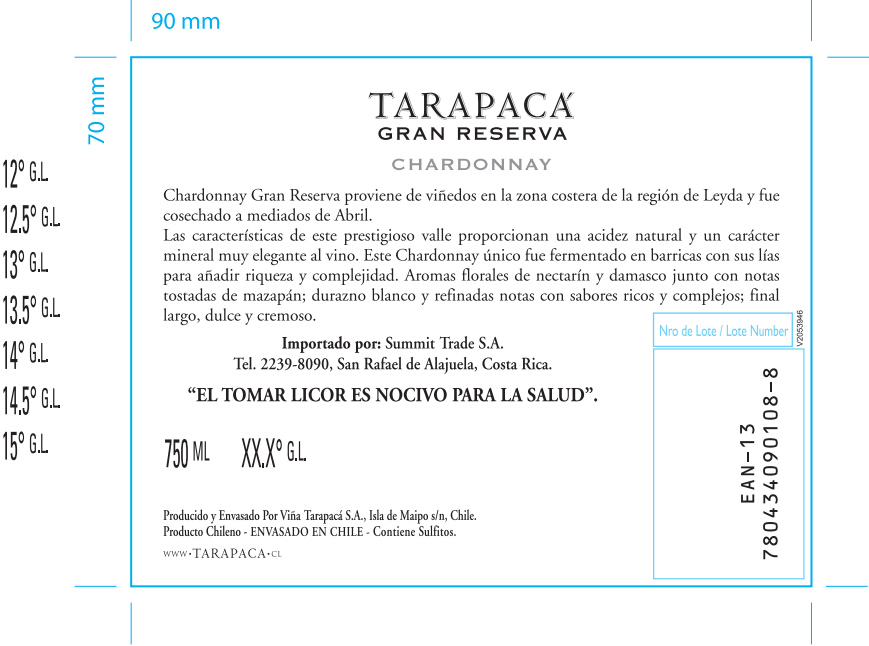 90 mm
70 mm
12° G.L.
12.5° G.L.
13° G.L.
13.5° G.L.
14° G.L.
14.5° G.L.
15° G.L.
TARAPACÁ
GRAN RESERVA
CHARDONNAY
Chardonnay Gran Reserva proviene de viñedos en la zona costera de la región de Leyda y fue
cosechado a mediados de Abril.
Las características de este prestigioso valle proporcionan una acidez natural y un carácter
mineral muy elegante al vino. Este Chardonnay único fue fermentado en barricas con sus lías
para añadir riqueza y complejidad. Aromas florales de nectarín y damasco junto con notas
tostadas de mazapán; durazno blanco y refinadas notas con sabores ricos y complejos; final
largo, dulce y cremoso.
Importado por: Summit Trade S.A.
Tel. 2239-8090, San Rafael de Alajuela, Costa Rica.
“EL TOMAR LICOR ES NOCIVO PARA LA SALUD”.
750 ML XX.X° G.L.
Producido y Envasado Por Viña Tarapacá S.A., Isla de Maipo s/n, Chile.
Producto Chileno - ENVASADO EN CHILE - Contiene Sulfitos.
WWW•TARAPACA•CL
Nro de Lote / Lote Number
V2053946
EAN-13
7804340901088-8